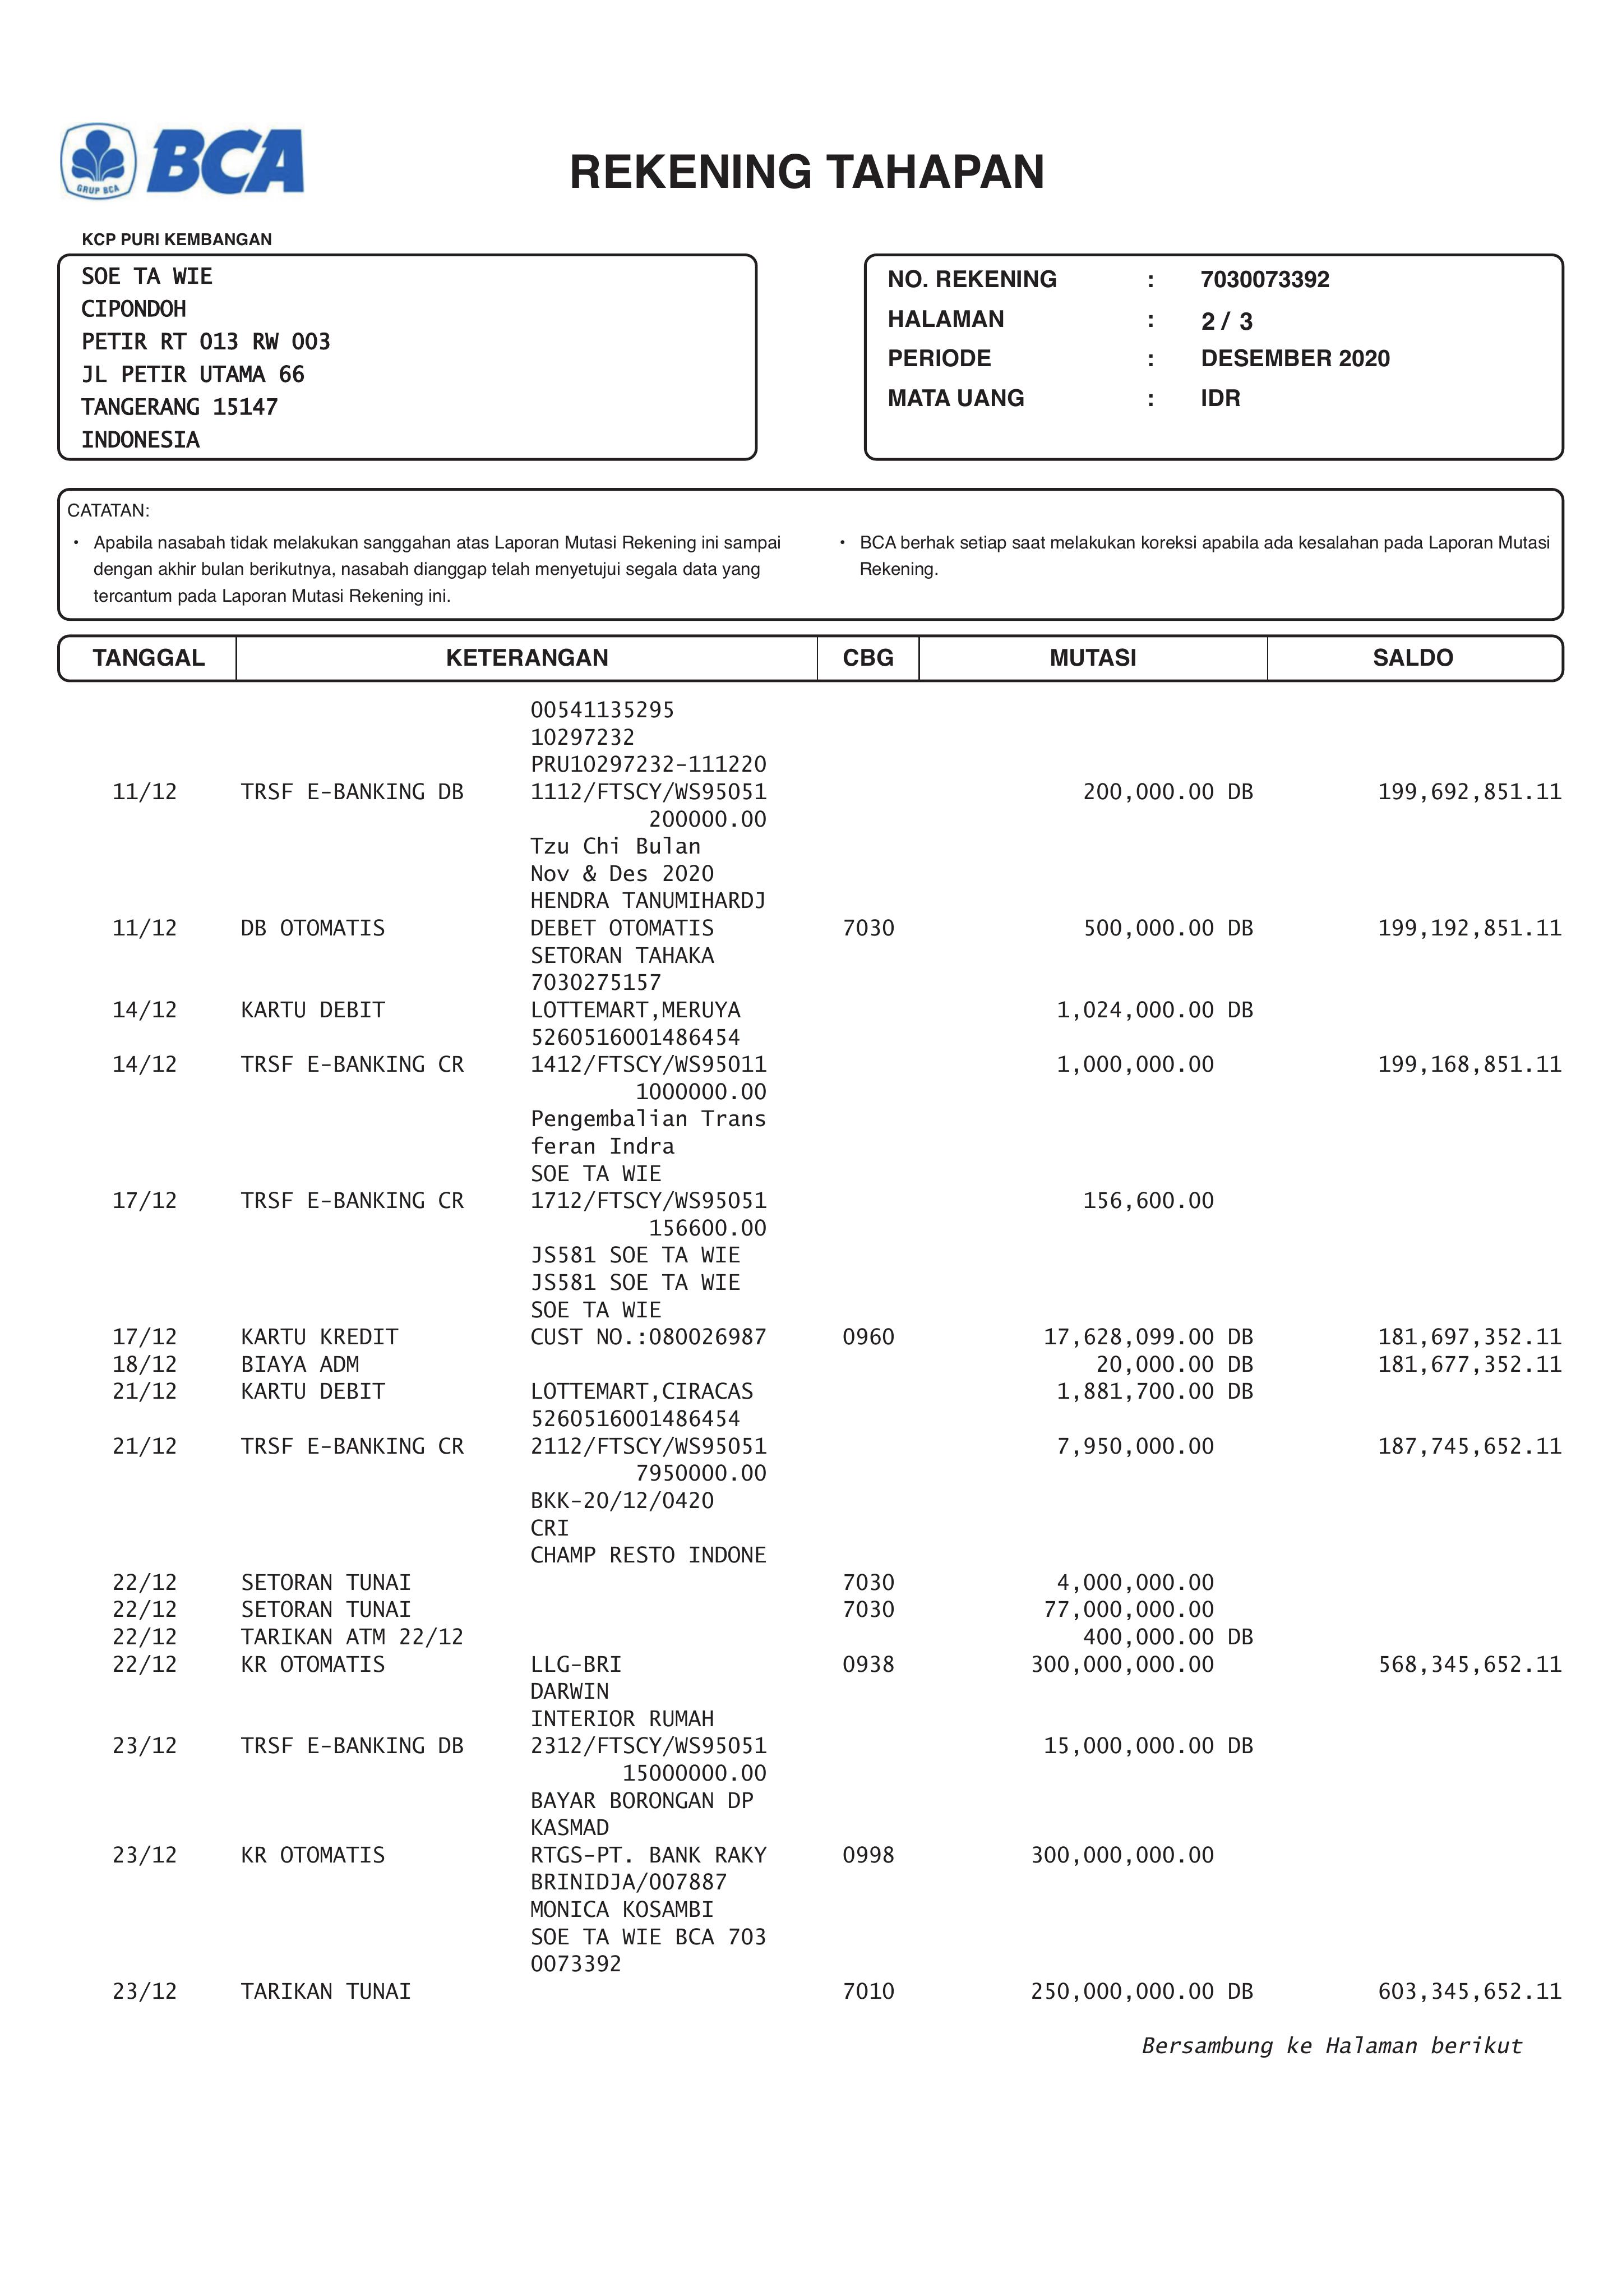 GRUP BCA
BCA
REKENING TAHAPAN
KCP PURI KEMBANGAN
SOE TA WIE
CIPONDOH
PETIR RT 013 RW 003
JL PETIR UTAMA 66
TANGERANG 15147
INDONESIA
NO. REKENING : 7030073392
HALAMAN : 2 / 3
PERIODE : DESEMBER 2020
MATA UANG : IDR
CATATAN:
• Apabila nasabah tidak melakukan sanggahan atas Laporan Mutasi Rekening ini sampai
dengan akhir bulan berikutnya, nasabah dianggap telah menyetujui segala data yang
tercantum pada Laporan Mutasi Rekening ini.
• BCA berhak setiap saat melakukan koreksi apabila ada kesalahan pada Laporan Mutasi
Rekening.
TANGGAL KETERANGAN CBG MUTASI SALDO
00541135295
10297232
PRU10297232-111220
11/12 TRSF E-BANKING DB 1112/FTSCY/WS95051 200,000.00 DB 199,692,851.11
200000.00
Tzu Chi Bulan
Nov & Des 2020
HENDRA TANUMIHARDJ
11/12 DB OTOMATIS DEBET OTOMATIS 7030 500,000.00 DB 199,192,851.11
SETORAN TAHAKA
7030275157
14/12 KARTU DEBIT LOTTEMART,MERUYA 1,024,000.00 DB
5260516001486454
14/12 TRSF E-BANKING CR 1412/FTSCY/WS95011 1,000,000.00 199,168,851.11
1000000.00
Pengembalian Trans
feran Indra
SOE TA WIE
17/12 TRSF E-BANKING CR 1712/FTSCY/WS95051 156,600.00
156600.00
JS581 SOE TA WIE
JS581 SOE TA WIE
SOE TA WIE
17/12 KARTU KREDIT CUST NO.:080026987 0960 17,628,099.00 DB 181,697,352.11
18/12 BIAYA ADM 20,000.00 DB 181,677,352.11
21/12 KARTU DEBIT LOTTEMART,CIRACAS 1,881,700.00 DB
5260516001486454
21/12 TRSF E-BANKING CR 2112/FTSCY/WS95051 7,950,000.00 187,745,652.11
7950000.00
BKK-20/12/0420
CRI
CHAMP RESTO INDONE
22/12 SETORAN TUNAI 7030 4,000,000.00
22/12 SETORAN TUNAI 7030 77,000,000.00
22/12 TARIKAN ATM 22/12 400,000.00 DB
22/12 KR OTOMATIS LLG-BRI 0938 300,000,000.00 568,345,652.11
DARWIN
INTERIOR RUMAH
23/12 TRSF E-BANKING DB 2312/FTSCY/WS95051 15,000,000.00 DB
15000000.00
BAYAR BORONGAN DP
KASMAD
23/12 KR OTOMATIS RTGS-PT. BANK RAKY 0998 300,000,000.00
BRINIDJA/007887
MONICA KOSAMBI
SOE TA WIE BCA 703
0073392
23/12 TARIKAN TUNAI 7010 250,000,000.00 DB 603,345,652.11
Bersambung ke Halaman berikut